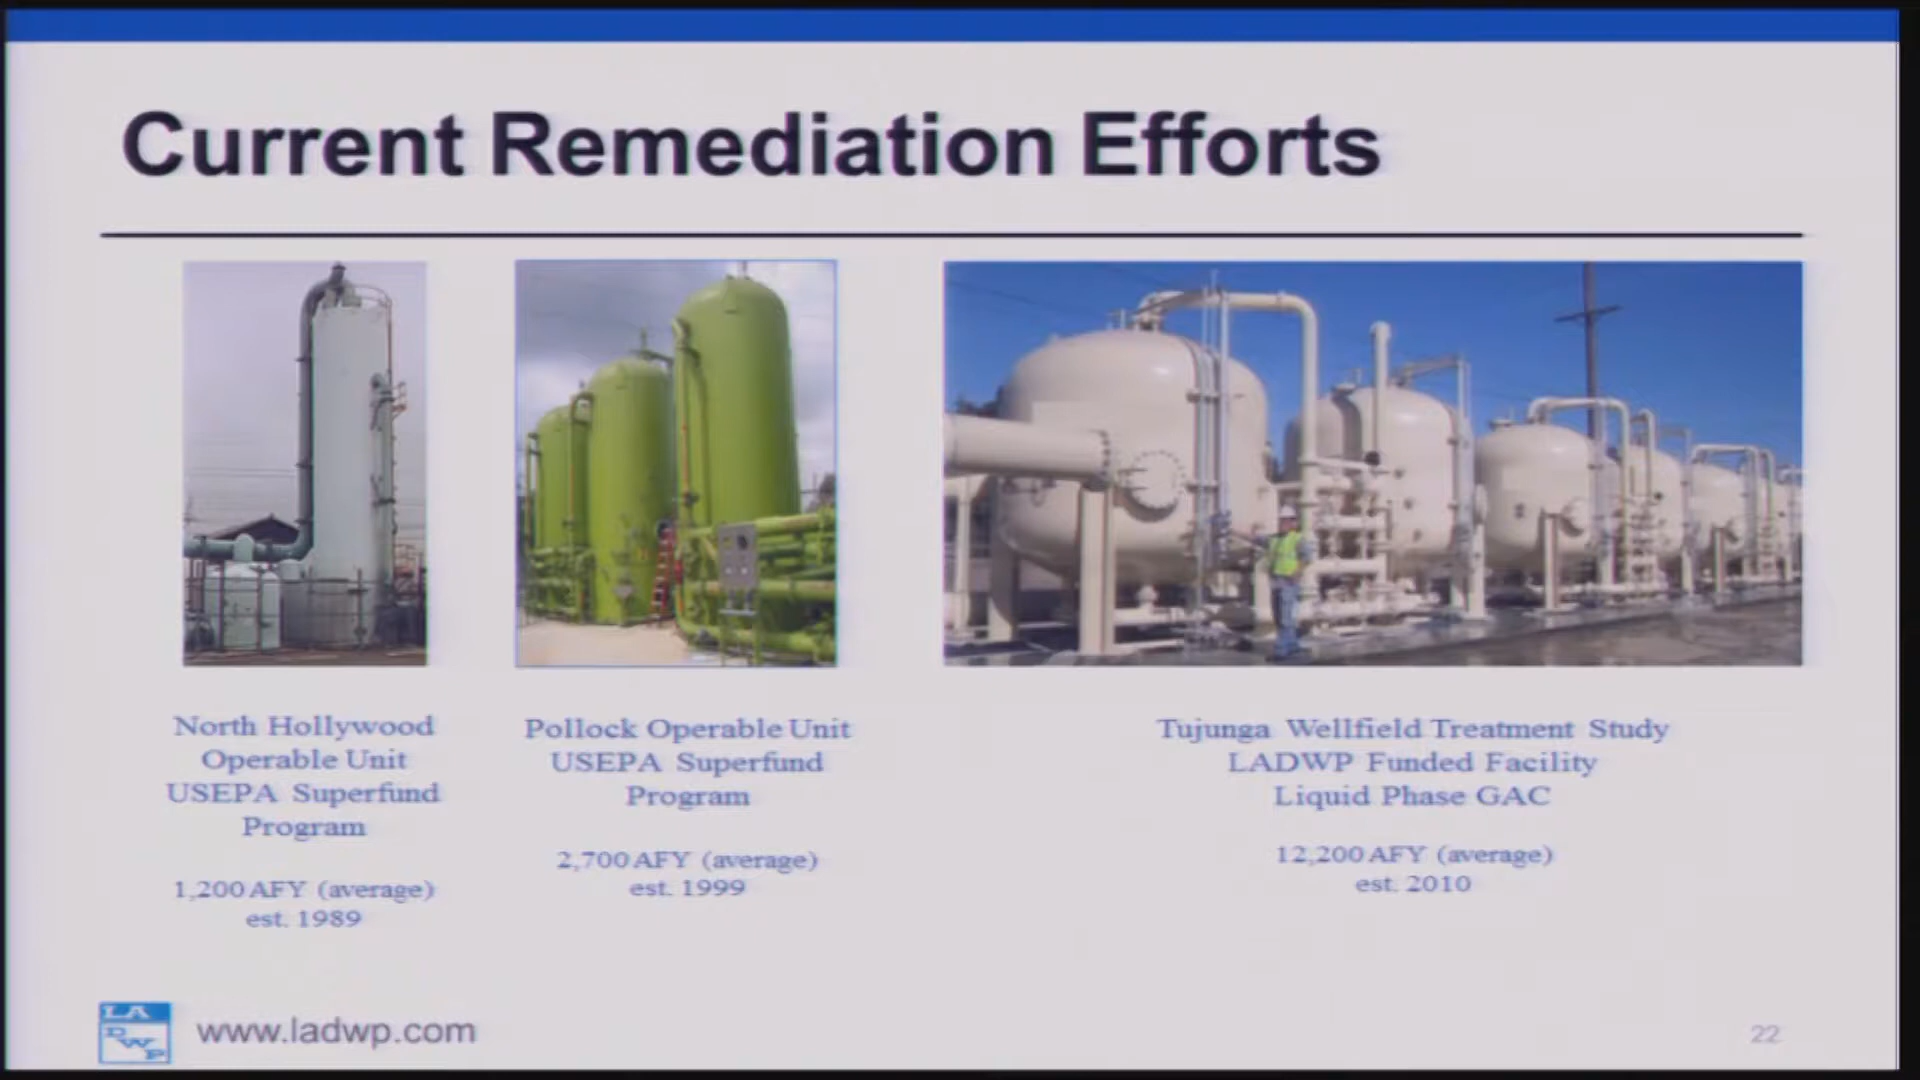 Current Remediation Efforts
North Hollywood
Operable Unit
USEPA Superfund
Program
1,200 AFY (average)
est. 1989
Pollock Operable Unit
USEPA Superfund
Program
2,700 AFY (average)
est. 1999
Tujunga Wellfield Treatment Study
LADWP Funded Facility
Liquid Phase GAC
12,200 AFY (average)
est. 2010
LA
DWP
www.ladwp.com
22